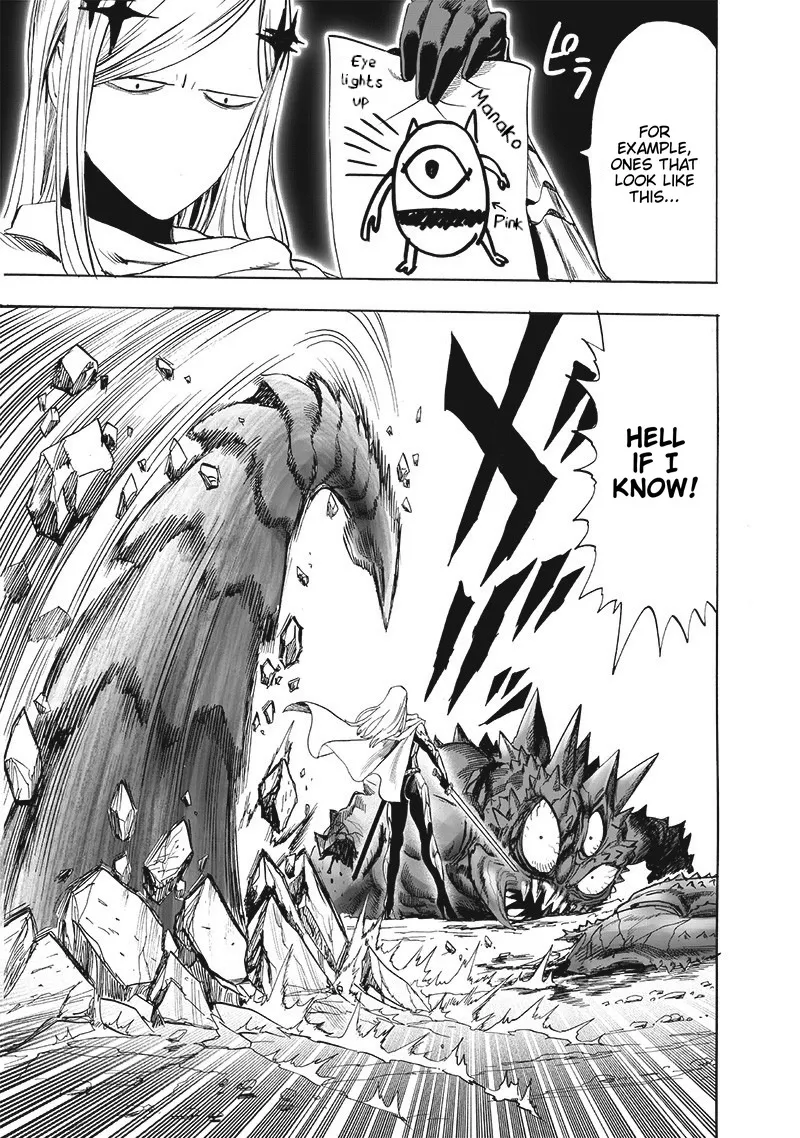 FOR
EXAMPLE,
ONES THAT
LOOK LIKE
THIS...
ピラ
Eye
lights
up
Manako
Pink
HELL
IF I
KNOW!